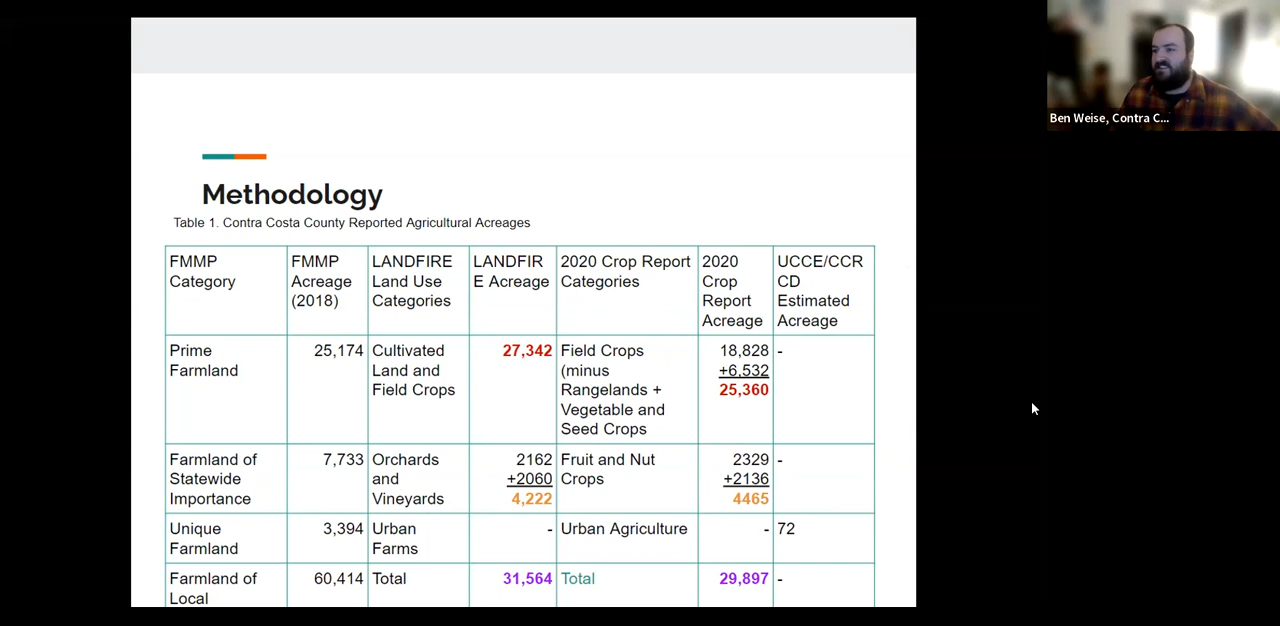 Ben Weise, Contra C...
Methodology
Table 1. Contra Costa County Reported Agricultural Acreages
FMMP Category | FMMP Acreage (2018) | LANDFIRE Land Use Categories | LANDFIRE Acreage | 2020 Crop Report Categories | 2020 Crop Report Acreage | UCCE/CCRCD Estimated Acreage
Prime Farmland | 25,174 | Cultivated Land and Field Crops | 27,342 | Field Crops (minus Rangelands + Vegetable and Seed Crops | 18,828 +6,532 25,360 | -
Farmland of Statewide Importance | 7,733 | Orchards and Vineyards | 2162 +2060 4,222 | Fruit and Nut Crops | 2329 +2136 4465 | -
Unique Farmland | 3,394 | Urban Farms | - | Urban Agriculture | - | 72
Farmland of Local | 60,414 | Total | 31,564 | Total | 29,897 | -